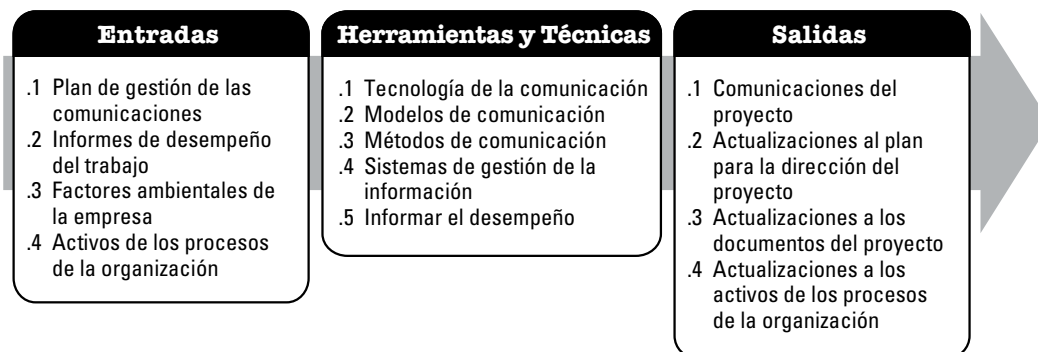 Entradas
.1 Plan de gestión de las
comunicaciones
.2 Informes de desempeño
del trabajo
.3 Factores ambientales de
la empresa
.4 Activos de los procesos
de la organización
Herramientas y Técnicas
.1 Tecnología de la comunicación
.2 Modelos de comunicación
.3 Métodos de comunicación
.4 Sistemas de gestión de la
información
.5 Informar el desempeño
Salidas
.1 Comunicaciones del
proyecto
.2 Actualizaciones al plan
para la dirección del
proyecto
.3 Actualizaciones a los
documentos del proyecto
.4 Actualizaciones a los
activos de los procesos
de la organización